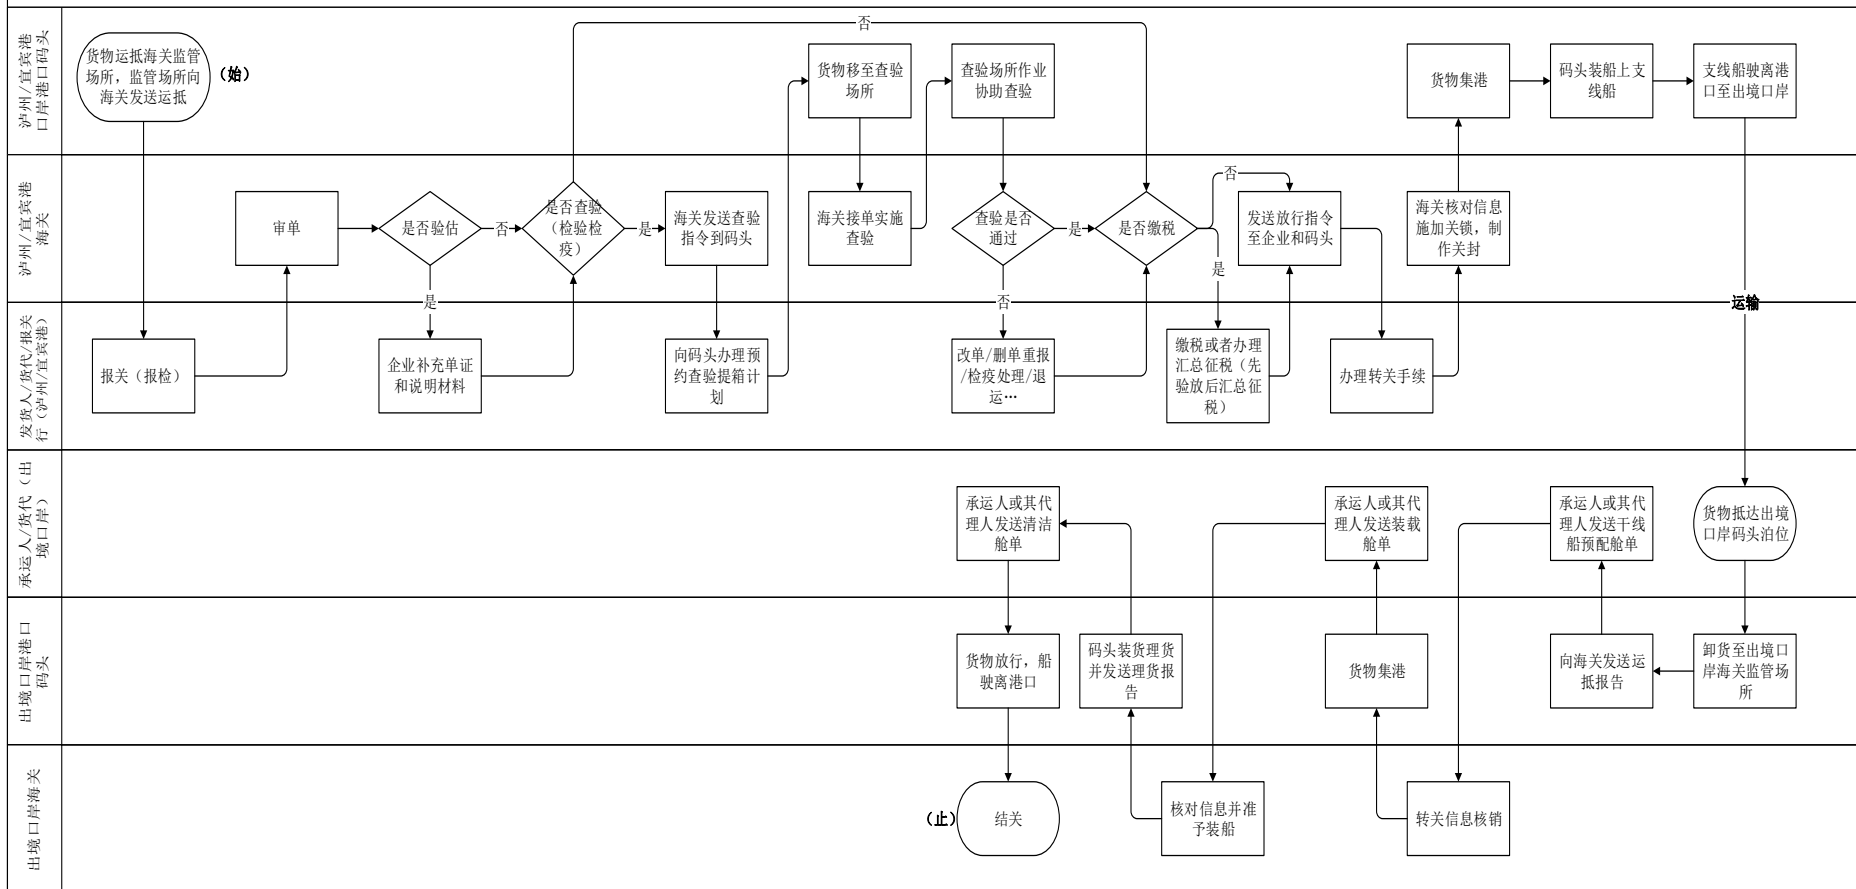 泸州/宜宾港
口岸港口码头
货物运抵海关监管
场所，监管场所向
海关发送运抵
（始）
否
货物移至查验
场所
查验场所作业
协助查验
货物集港
码头装船上支
线船
支线船驶离港
口至出境口岸
泸州/宜宾港
海关
审单
是否验估
否
是否查验
（检验检
疫）
是
海关发送查验
指令到码头
海关接单实施
查验
查验是否
通过
是
是否缴税
否
是
发送放行指令
至企业和码头
海关核对信息
施加关锁，制
作关封
是
否
运输
发货人/货代/报关
行（泸州/宜宾港）
报关（报检）
企业补充单证
和说明材料
向码头办理预
约查验提箱计
划
改单/删单重报
/检疫处理/退
运…
缴税或者办理
汇总征税（先
验放后汇总征
税）
办理转关手续
承运人/货代（出
境口岸）
承运人或其代
理人发送清洁
舱单
承运人或其代
理人发送装载
舱单
承运人或其代
理人发送干线
船预配舱单
货物抵达出境
口岸码头泊位
出境口岸港口
码头
货物放行，船
驶离港口
码头装货理货
并发送理货报
告
货物集港
向海关发送运
抵报告
卸货至出境口
岸海关监管场
所
出境口岸海关
（止）
结关
核对信息并准
予装船
转关信息核销